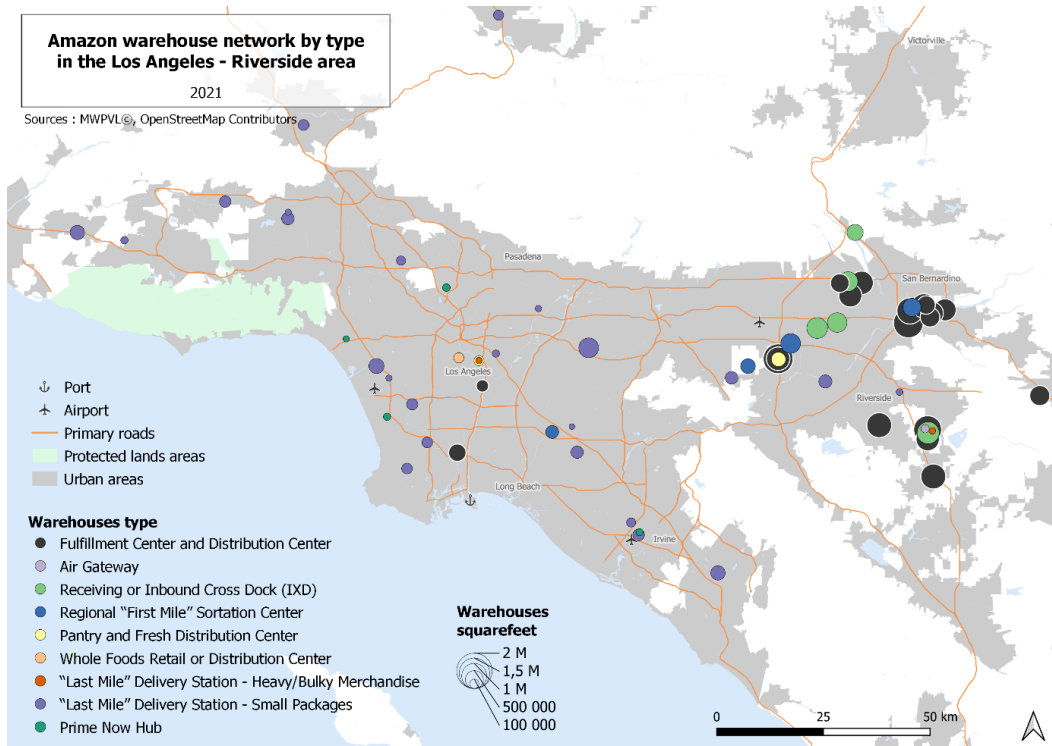 Amazon warehouse network by type
in the Los Angeles - Riverside area
2021
Sources : MWPVL©, OpenStreetMap Contributors
Victorville
Pasadena
San Bernardino
Los Angeles
Riverside
Long Beach
Irvine
Port
Airport
Primary roads
Protected lands areas
Urban areas
Warehouses type
Fulfillment Center and Distribution Center
Air Gateway
Receiving or Inbound Cross Dock (IXD)
Regional “First Mile” Sortation Center
Pantry and Fresh Distribution Center
Whole Foods Retail or Distribution Center
“Last Mile” Delivery Station - Heavy/Bulky Merchandise
“Last Mile” Delivery Station - Small Packages
Prime Now Hub
Warehouses
squarefeet
2 M
1,5 M
1 M
500 000
100 000
0 25 50 km